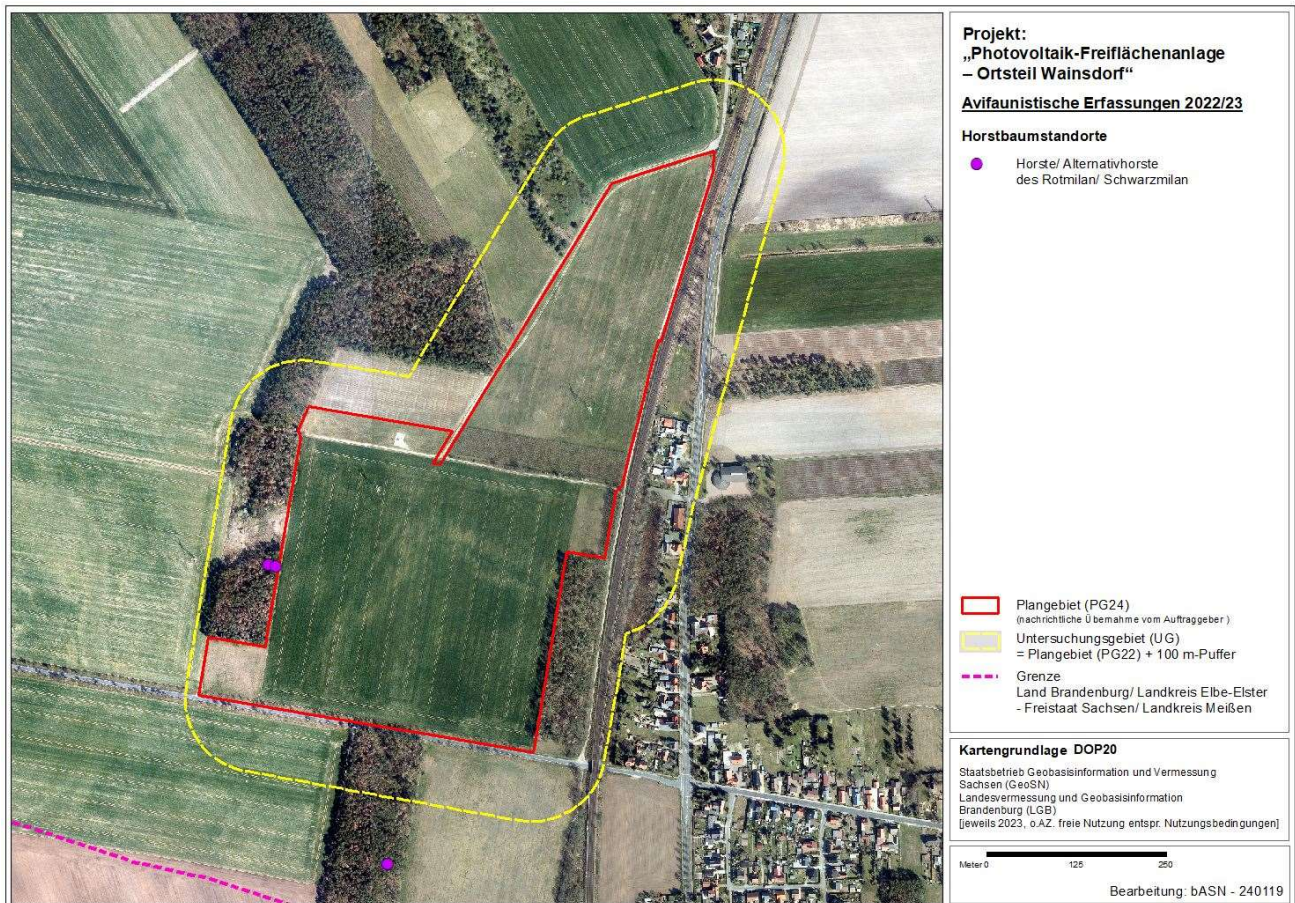 Projekt:
„Photovoltaik-Freiflächenanlage
– Ortsteil Wainsdorf“
Avifaunistische Erfassungen 2022/23
Horstbaumstandorte
Horste/ Alternativhorste
des Rotmilan/ Schwarzmilan
Plangebiet (PG24)
(nachrichtliche Übernahme vom Auftraggeber )
Untersuchungsgebiet (UG)
= Plangebiet (PG22) + 100 m-Puffer
Grenze
Land Brandenburg/ Landkreis Elbe-Elster
- Freistaat Sachsen/ Landkreis Meißen
Kartengrundlage DOP20
Staatsbetrieb Geobasisinformation und Vermessung
Sachsen (GeoSN)
Landesvermessung und Geobasisinformation
Brandenburg (LGB)
[jeweils 2023, o.AZ. freie Nutzung entspr. Nutzungsbedingungen]
Meter 0 125 250
Bearbeitung: bASN - 240119